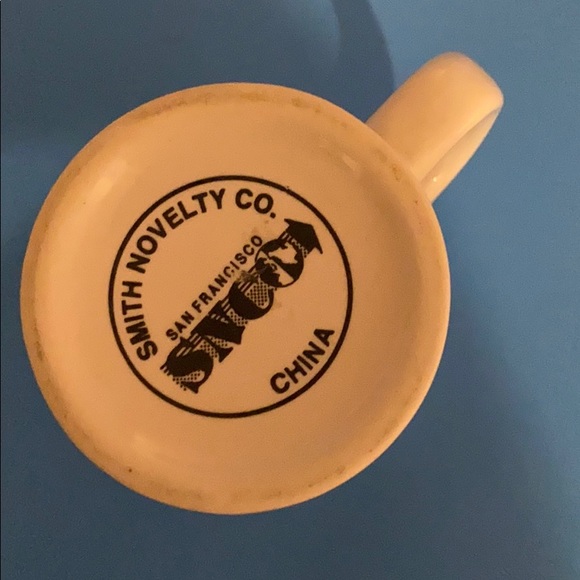 SMITH NOVELTY CO.
SAN FRANCISCO
SNCO
CHINA